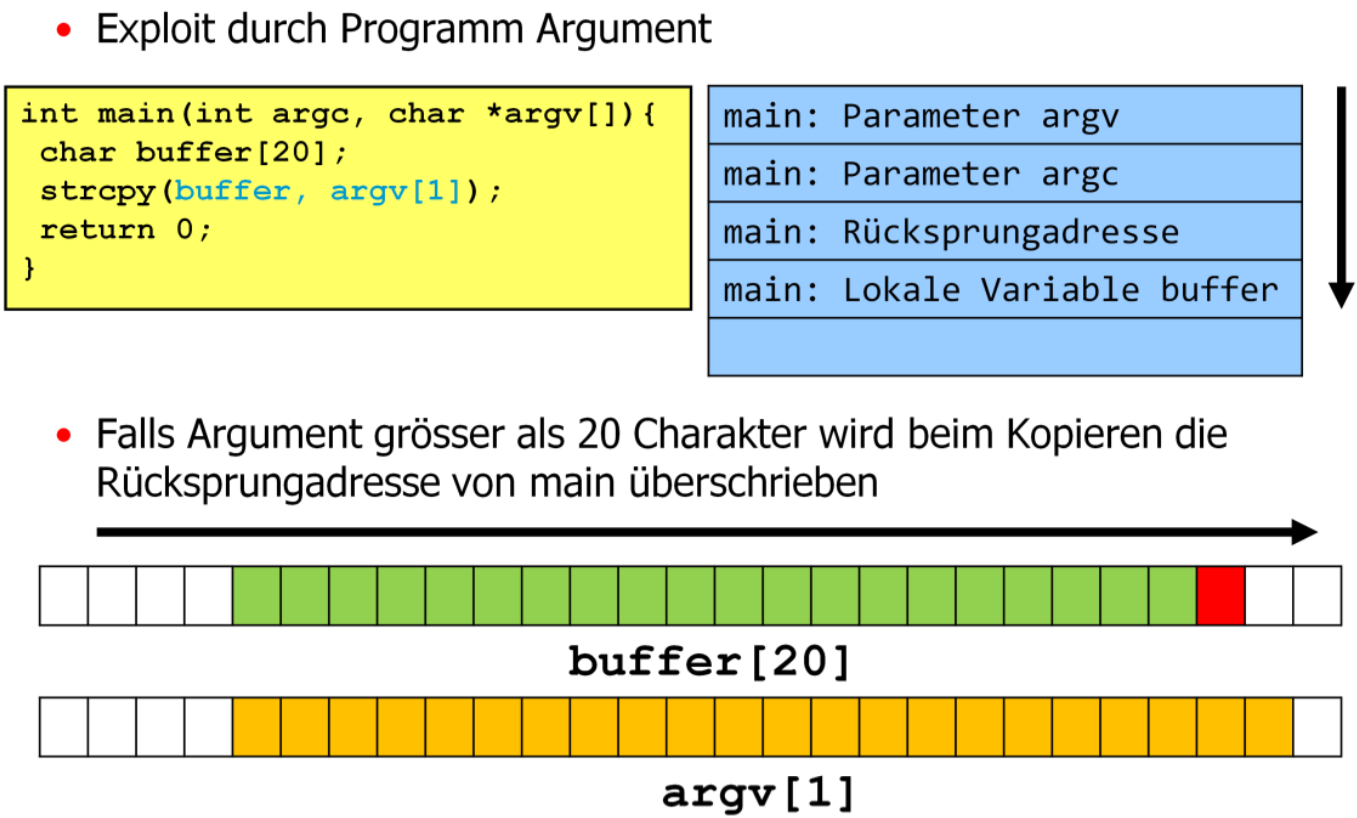 • Exploit durch Programm Argument
int main(int argc, char *argv[]){
char buffer[20];
strcpy(buffer, argv[1]);
return 0;
}
main: Parameter argv
main: Parameter argc
main: Rücksprungadresse
main: Lokale Variable buffer
• Falls Argument grösser als 20 Charakter wird beim Kopieren die
Rücksprungadresse von main überschrieben
buffer[20]
argv[1]